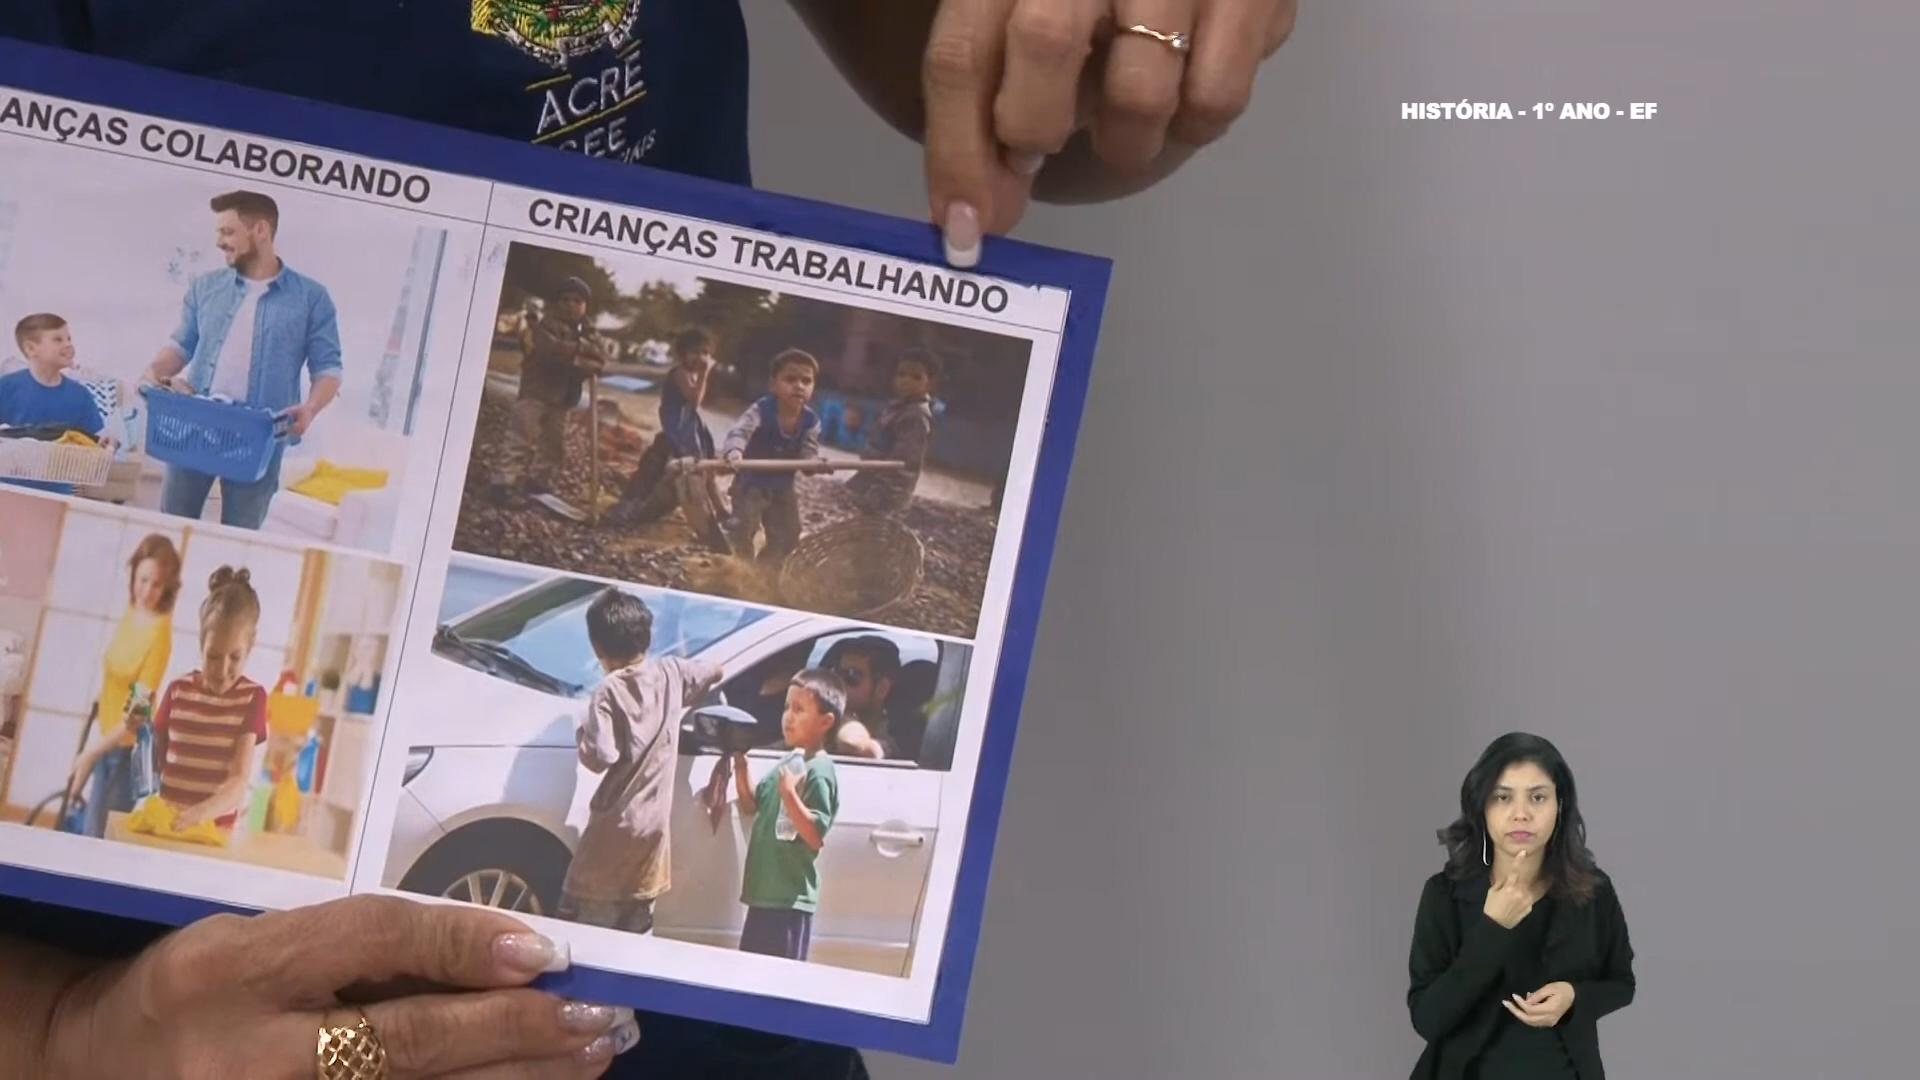 ACRE
SEE
HISTÓRIA - 1º ANO - EF
ANÇAS COLABORANDO
CRIANÇAS TRABALHANDO